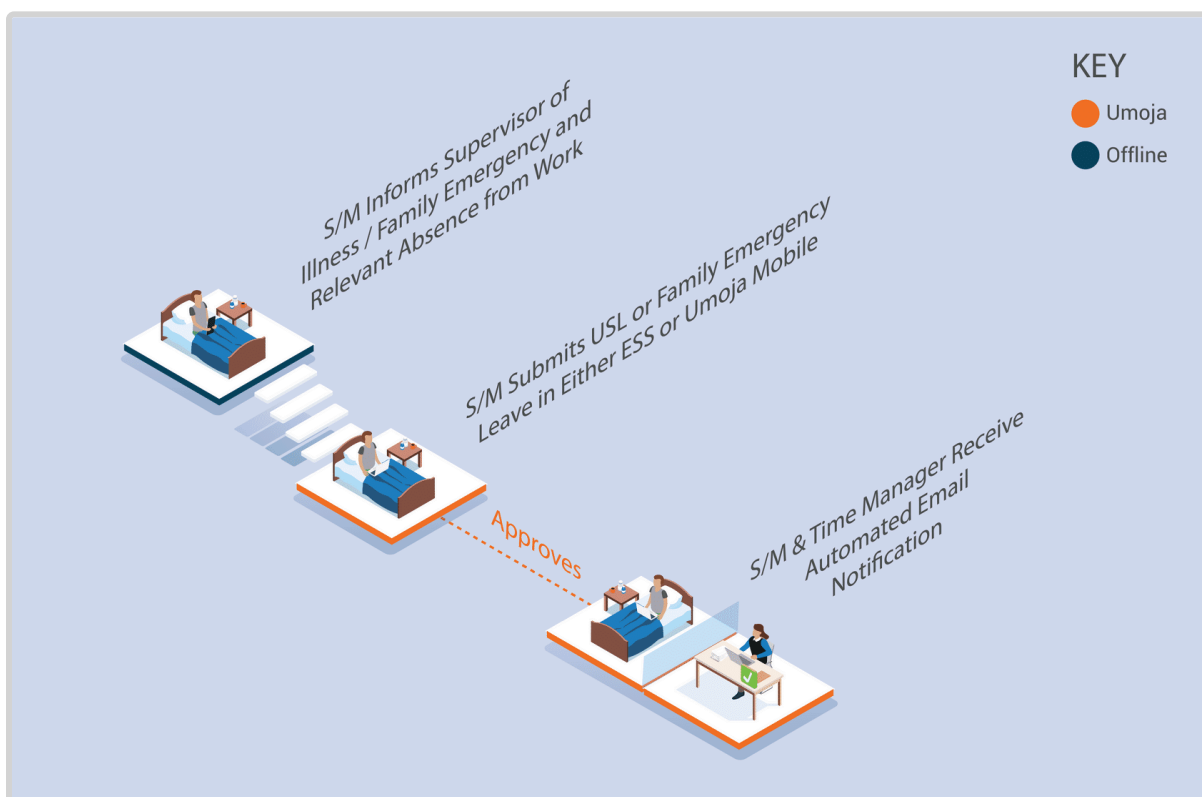 KEY
Umoja
Offline
S/M Informs Supervisor of
Illness / Family Emergency and
Relevant Absence from Work
S/M Submits USL or Family Emergency
Leave in Either ESS or Umoja Mobile
Approves
S/M & Time Manager Receive
Automated Email
Notification